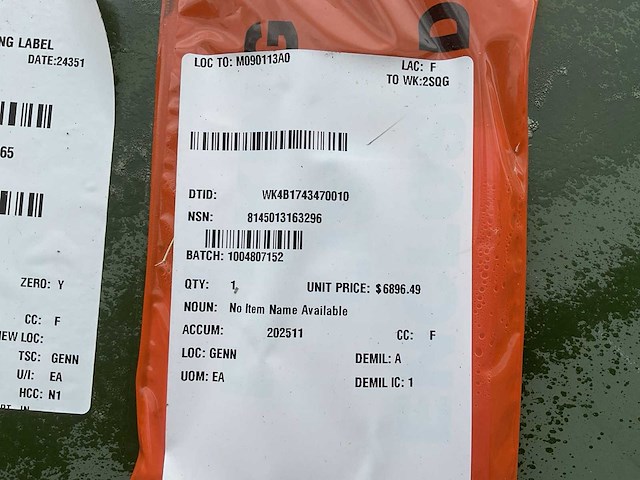 NG LABEL
DATE:24351
65
ZERO: Y
CC: F
EW LOC:
TSC: GENN
U/I: EA
HCC: N1
G D
LOC TO: M090113A0
LAC: F
TO WK:2SQG
DTID: WK4B1743470010
NSN: 8145013163296
BATCH: 1004807152
QTY: 1 UNIT PRICE: $6896.49
NOUN: No Item Name Available
ACCUM: 202511 CC: F
LOC: GENN DEMIL: A
UOM: EA DEMIL IC: 1